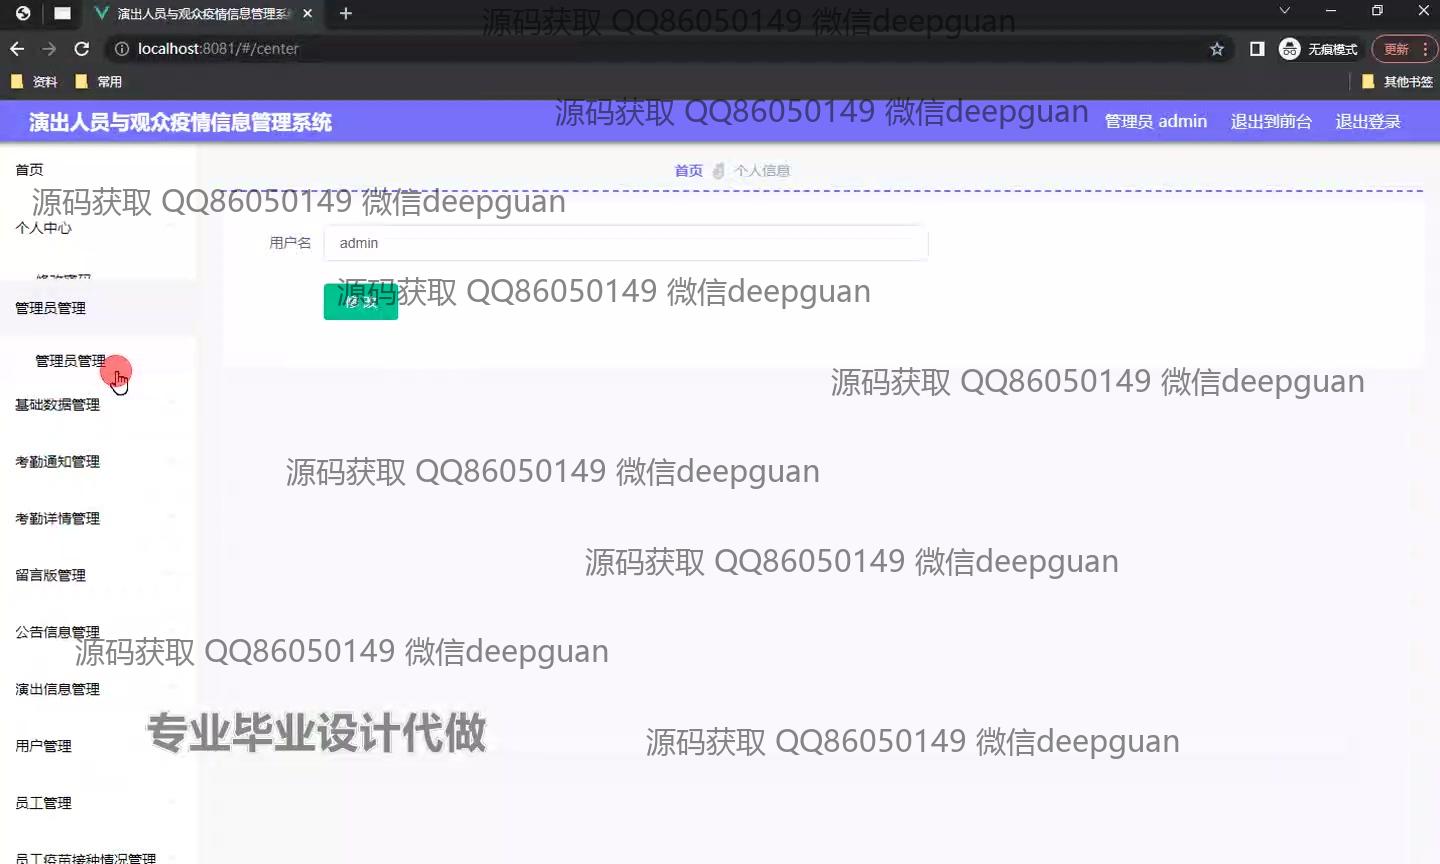 演出人员与观众疫情信息管理系
localhost:8081/#/center
无痕模式
更新
资料
常用
其他书签
源码获取 QQ86050149 微信deepguan
演出人员与观众疫情信息管理系统
源码获取 QQ86050149 微信deepguan
管理员 admin
退出到前台
退出登录
首页
首页
个人信息
源码获取 QQ86050149 微信deepguan
个人中心
用户名
admin
修改密码
源码获取 QQ86050149 微信deepguan
修改
管理员管理
管理员管理
源码获取 QQ86050149 微信deepguan
基础数据管理
考勤通知管理
源码获取 QQ86050149 微信deepguan
考勤详情管理
源码获取 QQ86050149 微信deepguan
留言版管理
公告信息管理
源码获取 QQ86050149 微信deepguan
演出信息管理
专业毕业设计代做
用户管理
源码获取 QQ86050149 微信deepguan
员工管理
员工疫苗接种情况管理